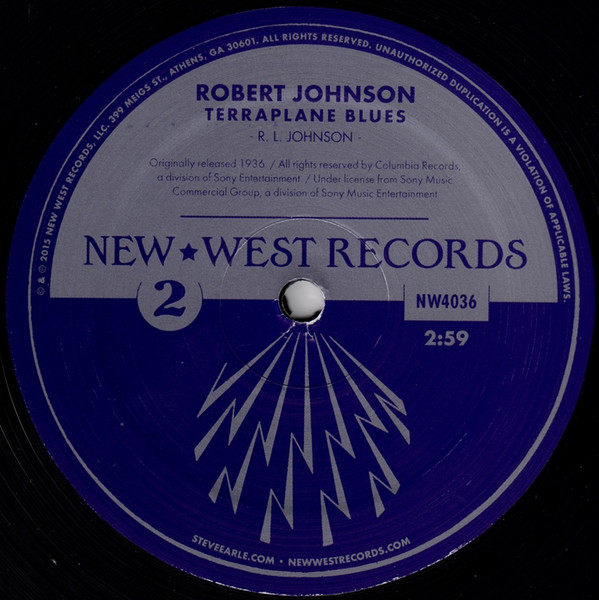 © & ℗ 2015 NEW WEST RECORDS, LLC. 399 MEIGS ST., ATHENS, GA 30601. ALL RIGHTS RESERVED. UNAUTHORIZED DUPLICATION IS A VIOLATION OF APPLICABLE LAWS.
ROBERT JOHNSON
TERRAPLANE BLUES
- R. L. JOHNSON -
Originally released 1936. / All rights reserved by Columbia Records,
a division of Sony Entertainment. / Under license from Sony Music
Commercial Group, a division of Sony Music Entertainment
NEW★WEST RECORDS
2
NW4036
2:59
STEVEEARLE.COM • NEWWESTRECORDS.COM